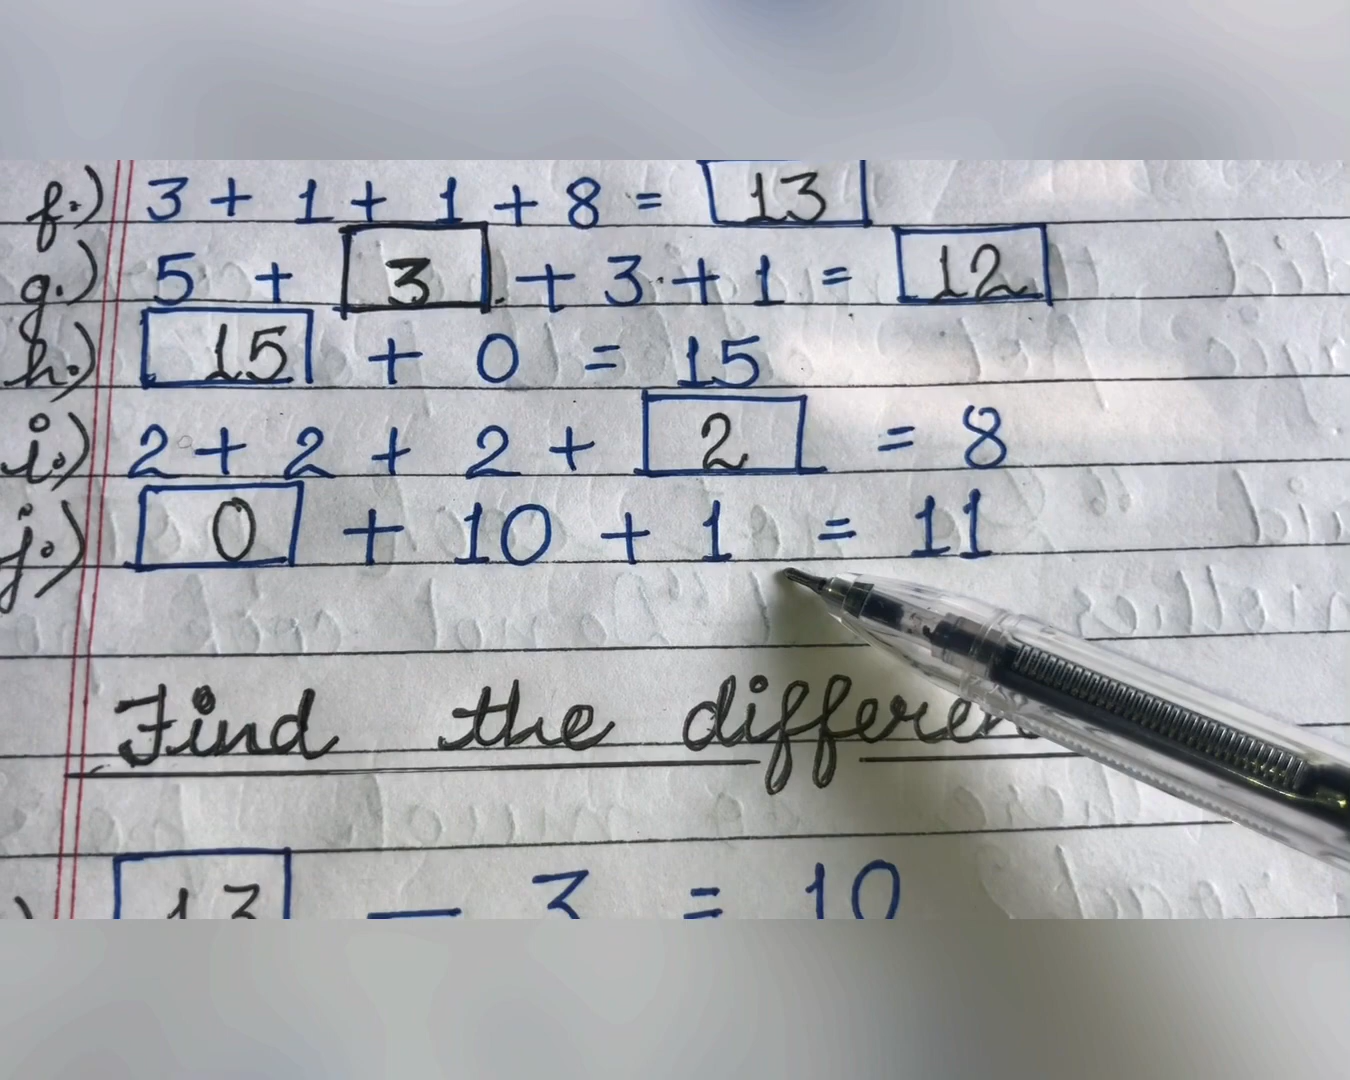 f.) 3 + 1 + 1 + 8 = 13
g.) 5 + 3 + 3 + 1 = 12
h.) 15 + 0 = 15
i.) 2 + 2 + 2 + 2 = 8
j.) 0 + 10 + 1 = 11
Find the differen
13 — 3 = 10